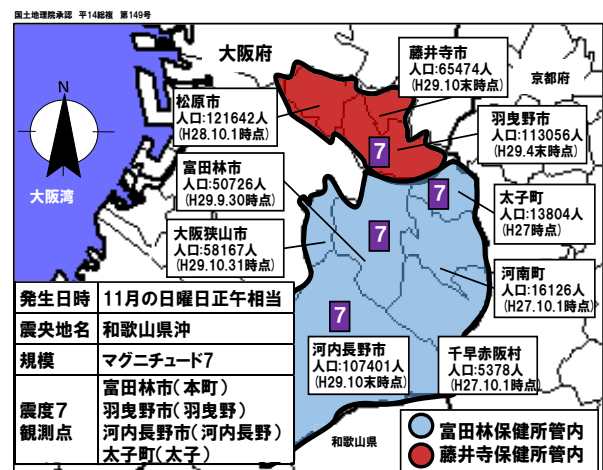 国土地理院承認 平14総複 第149号
大阪府
京都府
藤井寺市
人口:65474人
(H29.10末時点)
N
松原市
人口:121642人
(H28.10.1時点)
羽曳野市
人口:113056人
(H29.4末時点)
7
富田林市
人口:50726人
(H29.9.30時点)
7
太子町
人口:13804人
(H27時点)
大阪湾
大阪狭山市
人口:58167人
(H29.10.31時点)
7
河南町
人口:16126人
(H27.10.1時点)
7
河内長野市
人口:107401人
(H29.10末時点)
千早赤阪村
人口:5378人
(H27.10.1時点)
発生日時 11月の日曜日正午相当
震央地名 和歌山県沖
規模 マグニチュード7
震度7
観測点
富田林市(本町)
羽曳野市(羽曳野)
河内長野市(河内長野)
太子町(太子)
和歌山県
富田林保健所管内
藤井寺保健所管内